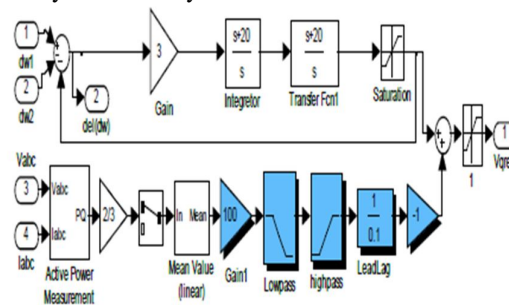 1
dw1
2
dw2
3
Gain
s+20
s
Integretor
s+20
s
Transfer Fcn1
Saturation
2
del(dw)
1
1
Vqre
Vabc
3
4
Iabc
Vabc
Iabc
PQ
Active Power
Measurement
2/3
In Mean
Mean Value
(linear)
100
Gain1
Lowpass
highpass
1
0.1
LeadLag
-1